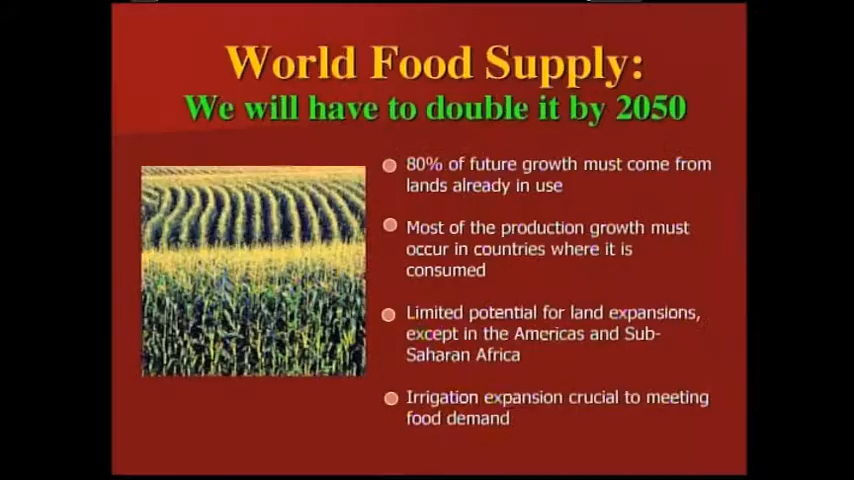 World Food Supply:
We will have to double it by 2050
80% of future growth must come from
lands already in use
Most of the production growth must
occur in countries where it is
consumed
Limited potential for land expansions,
except in the Americas and Sub-
Saharan Africa
Irrigation expansion crucial to meeting
food demand